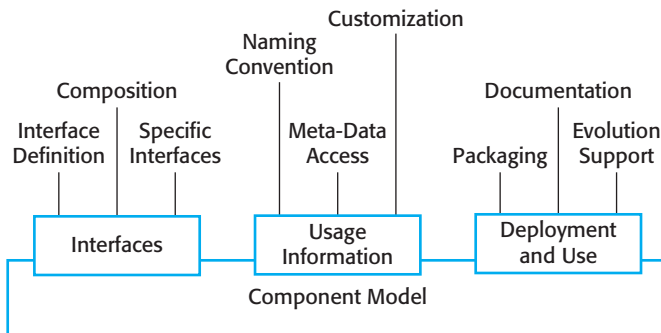 Customization
Naming
Convention
Composition
Documentation
Interface
Definition
Specific
Interfaces
Meta-Data
Access
Packaging
Evolution
Support
Interfaces
Usage
Information
Deployment
and Use
Component Model